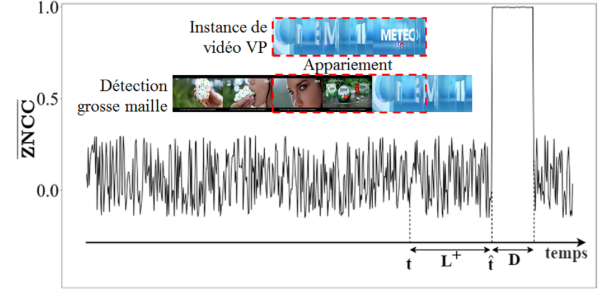 1.0
Instance de
vidéo VP
METEO
Appariement
Détection
grosse maille
0.5
ZNCC
0.0
temps
t L+ t̂ D